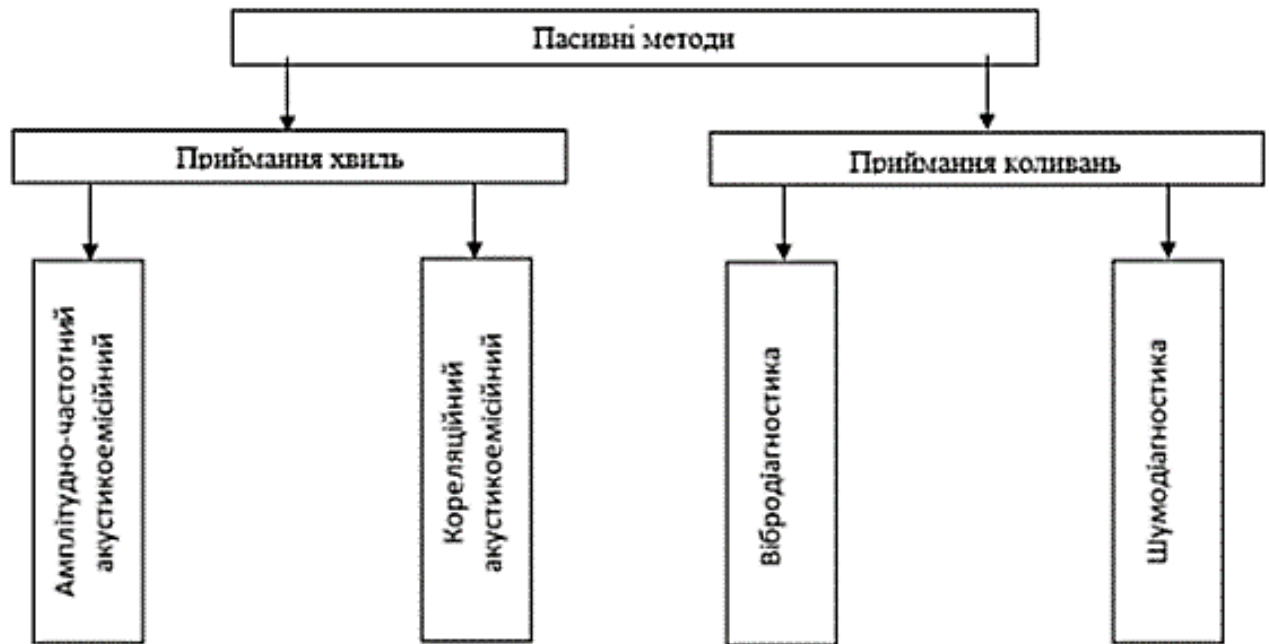 Пасивні методи
Приймання хвиль
Приймання коливань
Амплітудно-частотний
акустикоемісійний
Кореляційний
акустикоемісійний
Вібродіагностика
Шумодіагностика